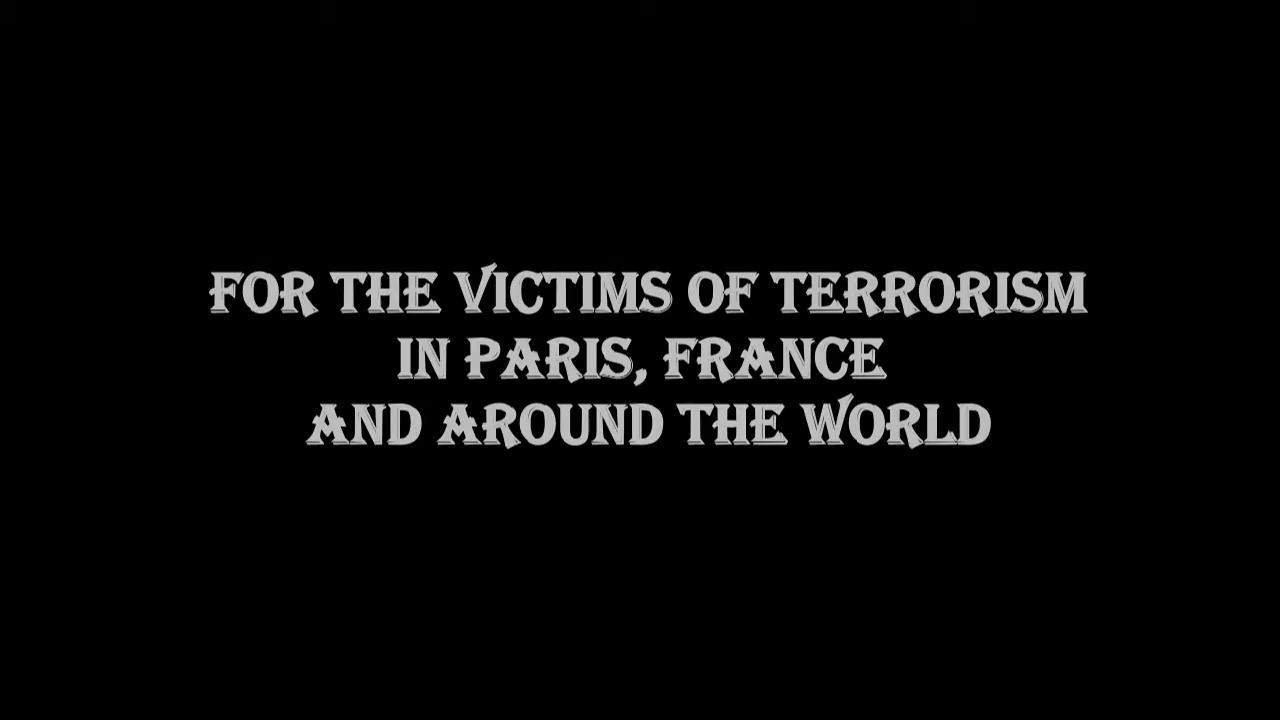 FOR THE VICTIMS OF TERRORISM
IN PARIS, FRANCE
AND AROUND THE WORLD